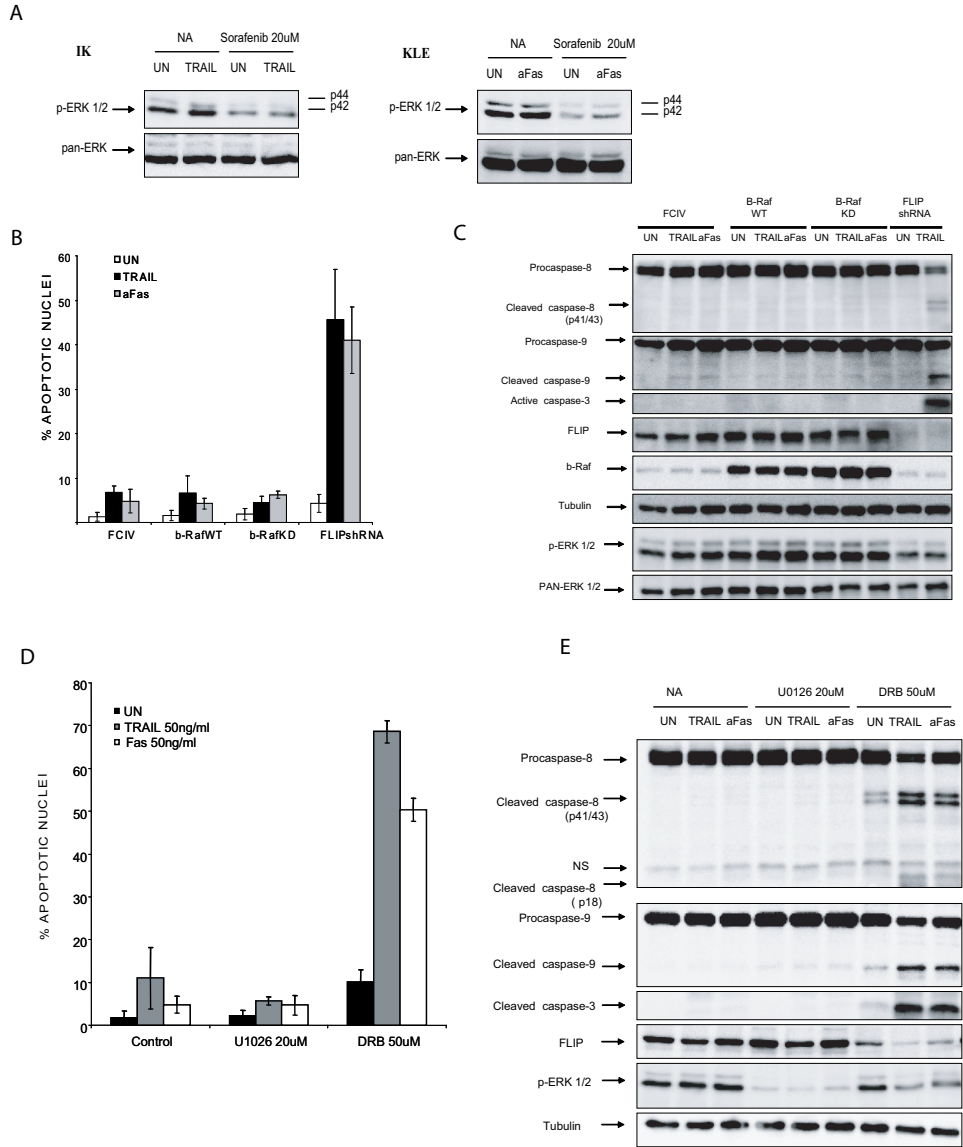 A
IK
NA Sorafenib 20uM
UN TRAIL UN TRAIL
p-ERK 1/2
p44
p42
pan-ERK
KLE
NA Sorafenib 20uM
UN aFas UN aFas
p-ERK 1/2
p44
p42
pan-ERK
B
UN
TRAIL
aFas
% APOPTOTIC NUCLEI
60
50
40
30
20
10
FCIV b-RafWT b-RafKD FLIPshRNA
C
FCIV B-Raf WT B-Raf KD FLIP shRNA
UN TRAIL aFas UN TRAIL aFas UN TRAIL aFas UN TRAIL
Procaspase-8
Cleaved caspase-8
(p41/43)
Procaspase-9
Cleaved caspase-9
Active caspase-3
FLIP
b-Raf
Tubulin
p-ERK 1/2
PAN-ERK 1/2
D
UN
TRAIL 50ng/ml
Fas 50ng/ml
% APOPTOTIC NUCLEI
80
70
60
50
40
30
20
10
0
Control U1026 20uM DRB 50uM
E
NA U0126 20uM DRB 50uM
UN TRAIL aFas UN TRAIL aFas UN TRAIL aFas
Procaspase-8
Cleaved caspase-8
(p41/43)
NS
Cleaved caspase-8
( p18)
Procaspase-9
Cleaved caspase-9
Cleaved caspase-3
FLIP
p-ERK 1/2
Tubulin